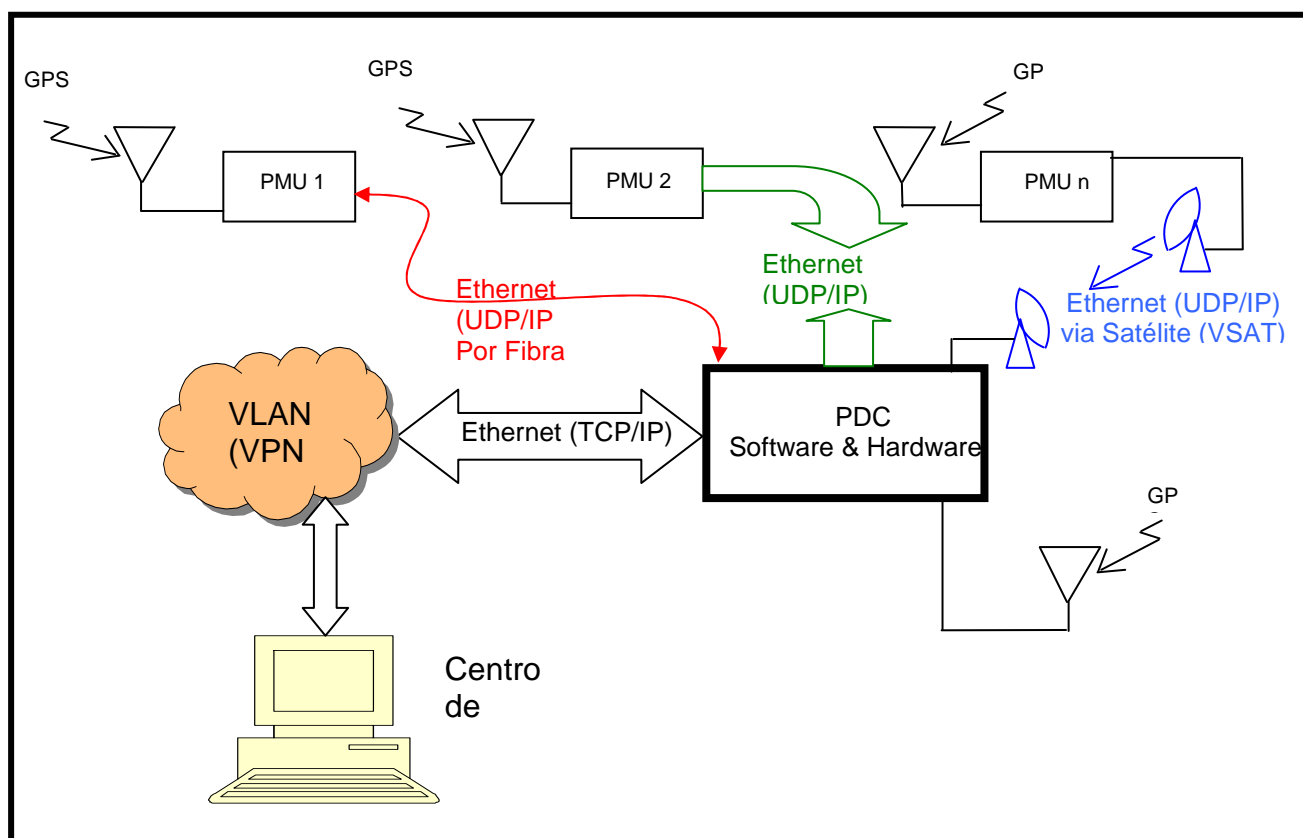 GPS
GPS
GP
PMU 1
PMU 2
PMU n
Ethernet
(UDP/IP)
Ethernet
(UDP/IP
Por Fibra
Ethernet (UDP/IP)
via Satélite (VSAT)
VLAN
(VPN
Ethernet (TCP/IP)
PDC
Software & Hardware
GP
Centro
de